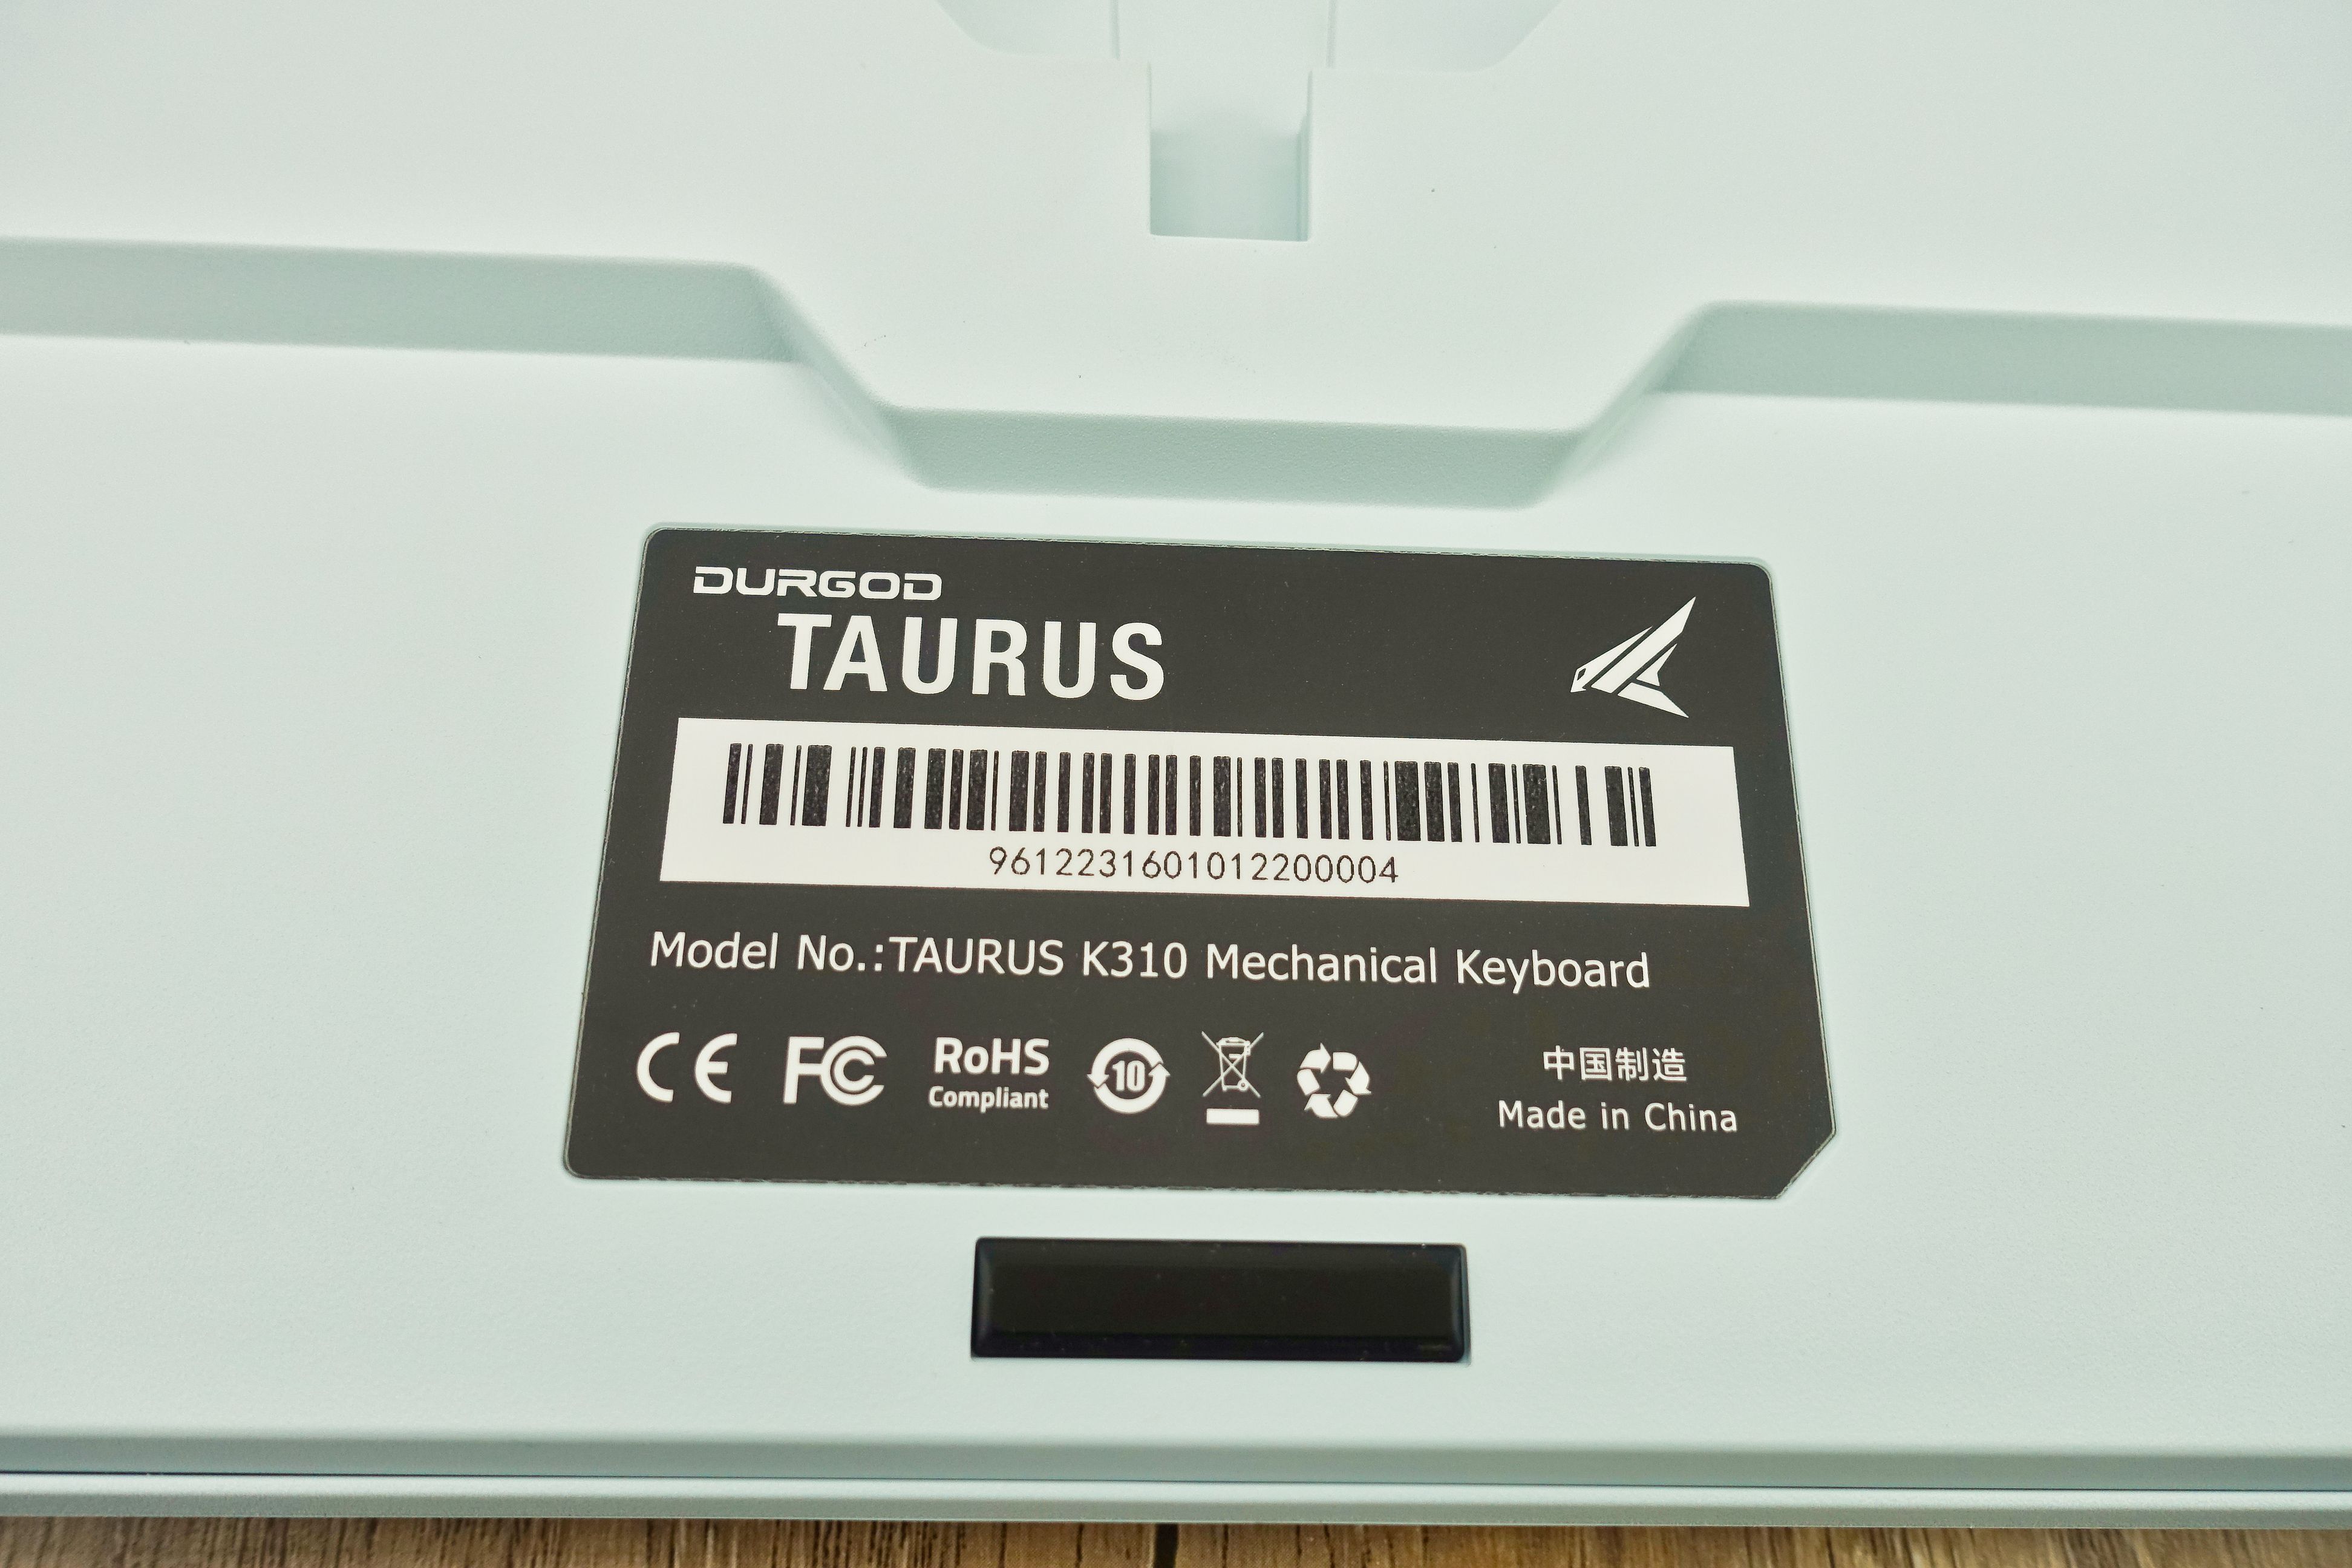 DURGOD
TAURUS
9612231601012200004
Model No.:TAURUS K310 Mechanical Keyboard
CE FC RoHS
Compliant
10
中国制造
Made in China